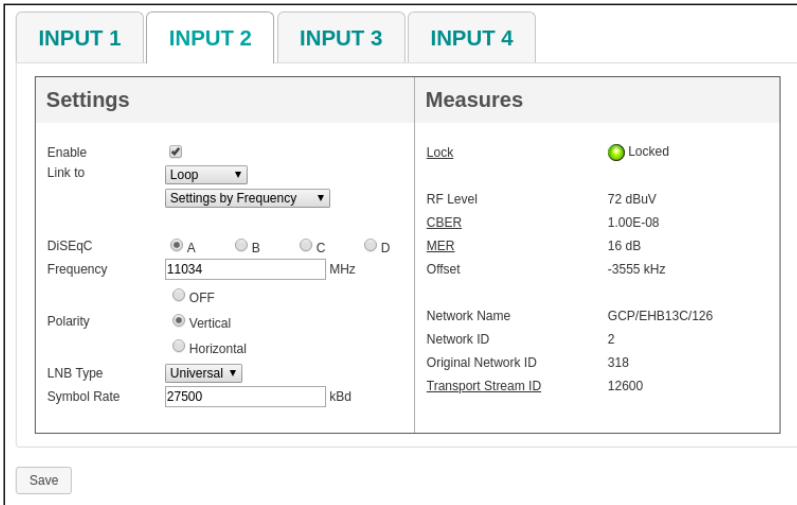 INPUT 1 INPUT 2 INPUT 3 INPUT 4
Settings
Enable
Link to Loop
Settings by Frequency
DiSEqC A B C D
Frequency 11034 MHz
OFF
Polarity Vertical
Horizontal
LNB Type Universal
Symbol Rate 27500 kBd
Measures
Lock Locked
RF Level 72 dBuV
CBER 1.00E-08
MER 16 dB
Offset -3555 kHz
Network Name GCP/EHB13C/126
Network ID 2
Original Network ID 318
Transport Stream ID 12600
Save